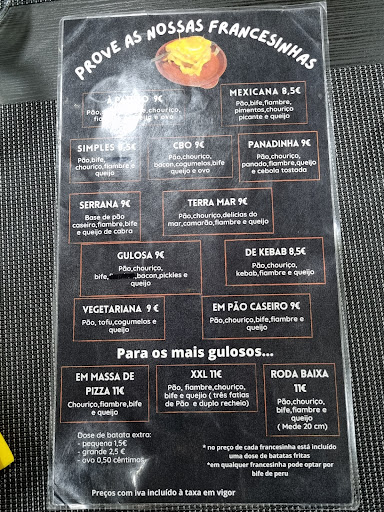 PROVE AS NOSSAS FRANCESINHAS
9€
chouriço,
e ovo
MEXICANA 8,5€
Pão,bife,fiambre,
pimentos,chouriço
picante e queijo
SIMPLES 8,5€
Pão,bife,
chouriço,fiambre e
queijo
CBO 9€
Pão,chouriço,
bacon,cogumelos,bife
queijo e ovo
PANADINHA 9€
Pão,chouriço,
panado,fiambre,queijo
e cebola tostada
SERRANA 9€
Base de pão
caseiro,fiambre,bife
e queijo de cabra
TERRA MAR 9€
Pão,chouriço,delicias do
mar,camarão,fiambre e queijo
GULOSA 9€
Pão,chouriço,
bife,
,bacon,pickles e
queijo
DE KEBAB 8,5€
Pão,chouriço,
kebab,fiambre e queijo
VEGETARIANA 9 €
Pão, tofu,cogumelos e
queijo
EM PÃO CASEIRO 9€
Pão,chouriço,bife,fiambre e
queijo
Para os mais gulosos...
EM MASSA DE
PIZZA 11€
Chouriço,fiambre,bife
e queijo
XXL 11€
Pão, fiambre,chouriço,
bife e queijo ( três fatias
de Pão e duplo recheio)
RODA BAIXA
11€
Pão,chouriço,
bife,fiambre e
queijo
( Mede 20 cm)
Dose de batata extra:
- pequena 1,5€
- grande 2,5 €
- ovo 0,50 cêntimos
* no preço de cada francesinha está incluído
uma dose de batatas fritas
*em qualquer francesinha pode optar por
bife de peru
Preços com iva incluído à taxa em vigor